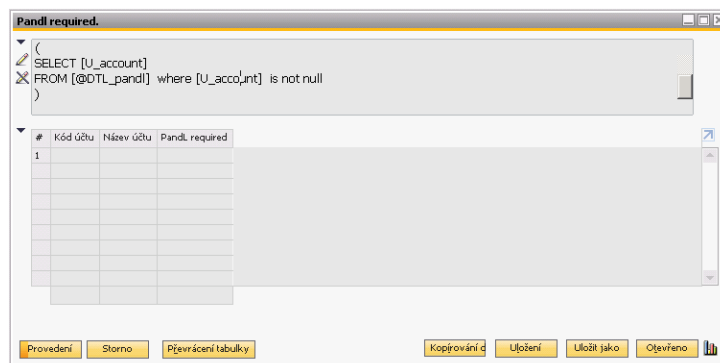 PandI required.
(
SELECT [U_account]
FROM [@DTL_pandl] where [U_account] is not null
)
# Kód účtu Název účtu PandL required
1
Provedení Storno Převrácení tabulky Kopírování d Uložení Uložit jako Otevřeno